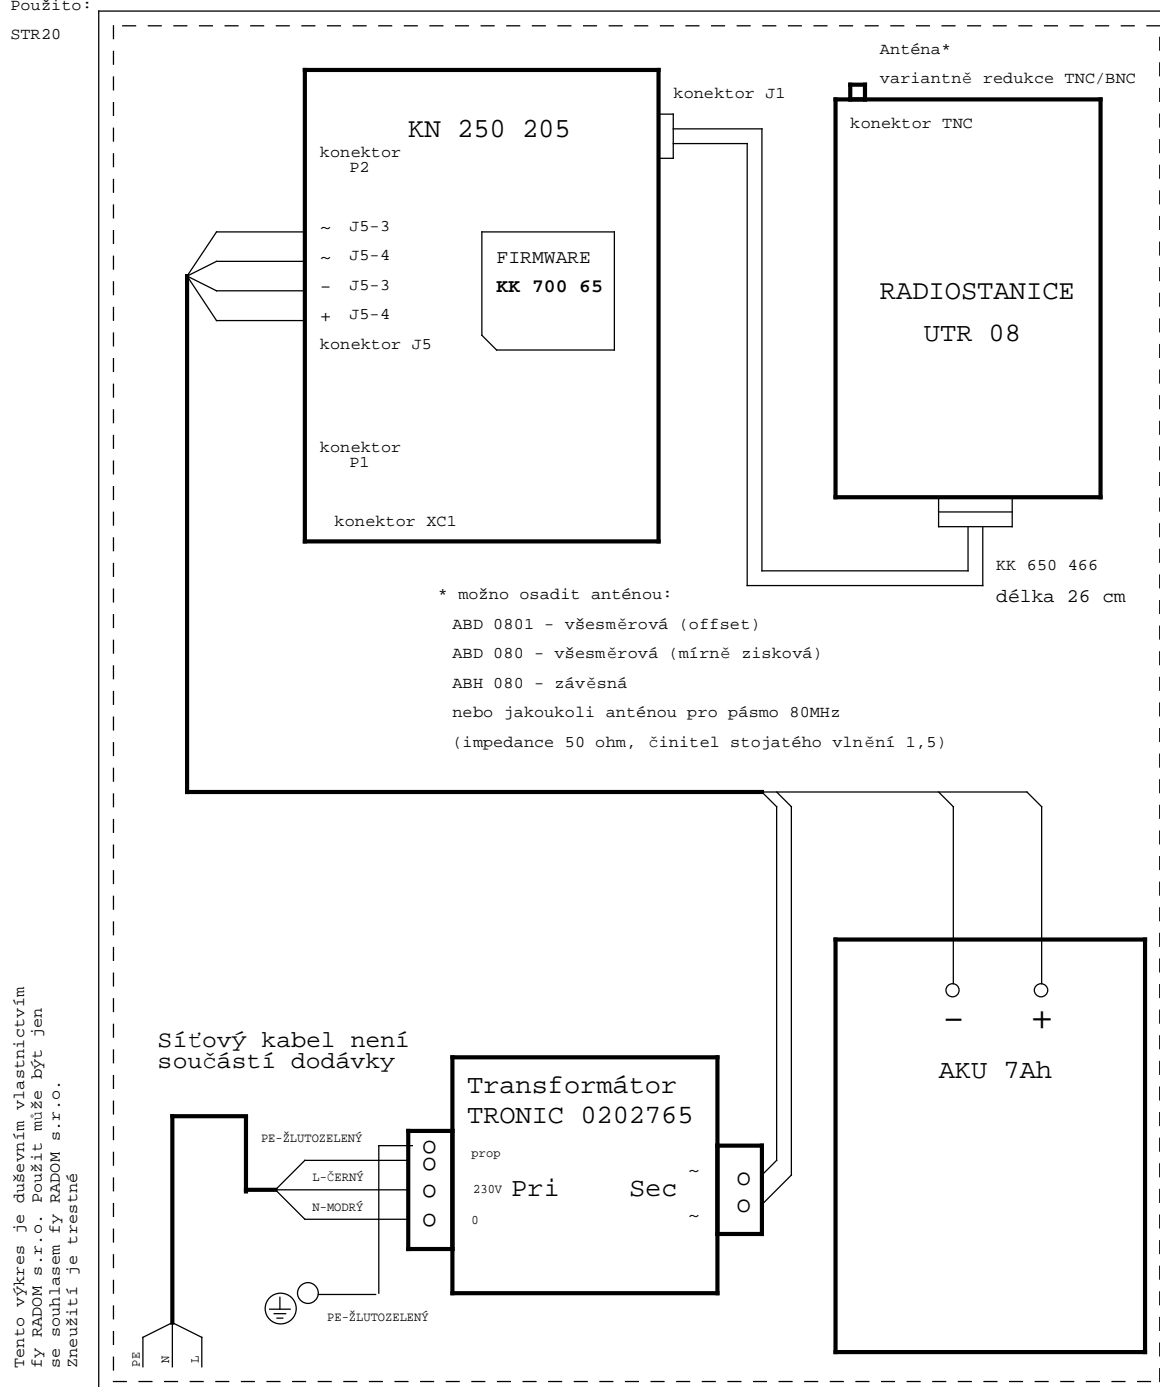 Použito:
STR20
Anténa*
variantně redukce TNC/BNC
konektor TNC
RADIOSTANICE
UTR 08
konektor J1
KN 250 205
konektor
P2
~ J5-3
~ J5-4
- J5-3
+ J5-4
konektor J5
FIRMWARE
KK 700 65
konektor
P1
konektor XC1
KK 650 466
délka 26 cm
* možno osadit anténou:
ABD 0801 - všesměrová (offset)
ABD 080 - všesměrová (mírně zisková)
ABH 080 - závěsná
nebo jakoukoli anténou pro pásmo 80MHz
(impedance 50 ohm, činitel stojatého vlnění 1,5)
- +
AKU 7Ah
Síťový kabel není
součástí dodávky
Transformátor
TRONIC 0202765
prop
230V Pri
0
Sec
~
~
PE-ŽLUTOZELENÝ
L-ČERNÝ
N-MODRÝ
PE-ŽLUTOZELENÝ
PE
N
L
Tento výkres je duševním vlastnictvím
fy RADOM s.r.o. Použit může být jen
se souhlasem fy RADOM s.r.o.
Zneužití je trestné